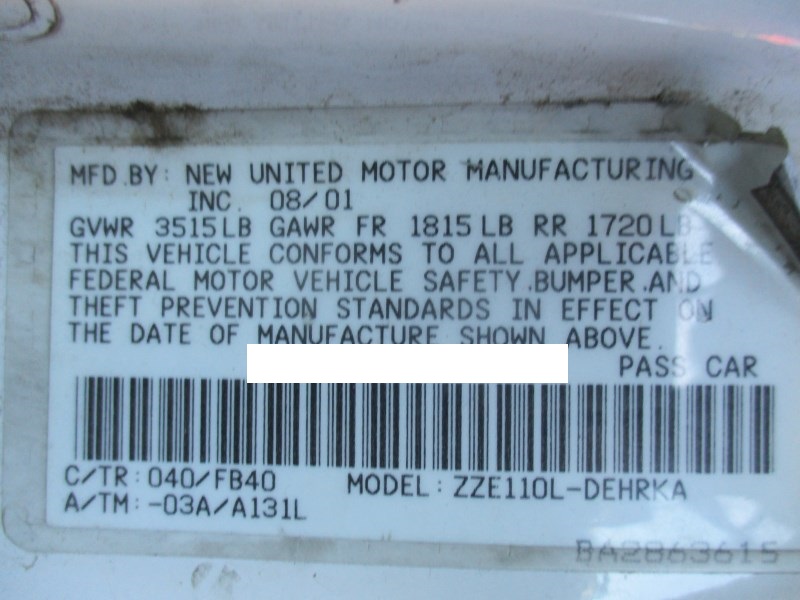 MFD.BY: NEW UNITED MOTOR MANUFACTURING
INC. 08/01
GVWR 3515LB GAWR FR 1815LB RR 1720LB
THIS VEHICLE CONFORMS TO ALL APPLICABLE
FEDERAL MOTOR VEHICLE SAFETY.BUMPER.AND
THEFT PREVENTION STANDARDS IN EFFECT ON
THE DATE OF MANUFACTURE SHOWN ABOVE.
PASS CAR
C/TR:040/FB40 MODEL:ZZE110L-DEHRKA
A/TM:-03A/A131L
BA2863615